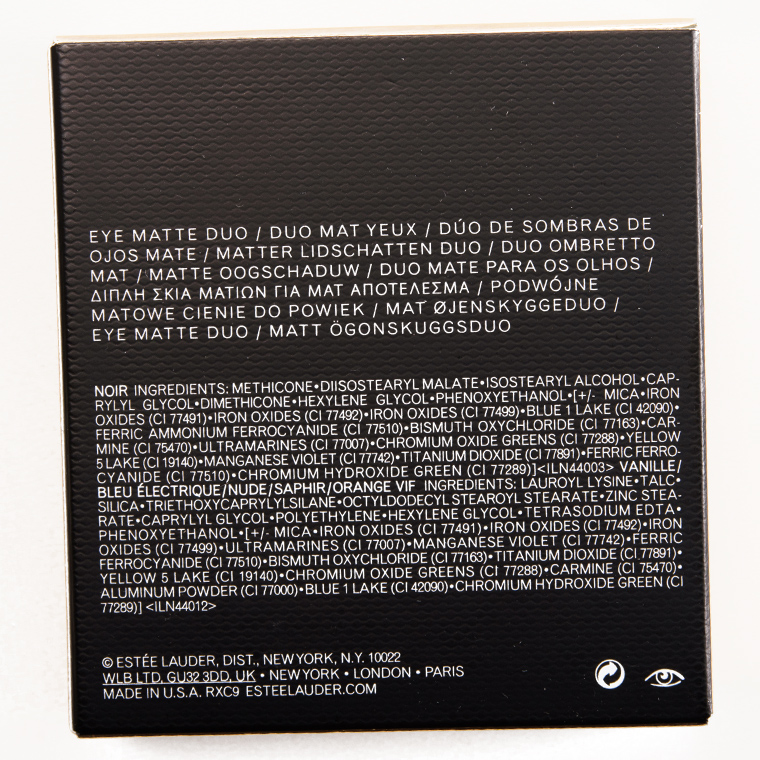 EYE MATTE DUO / DUO MAT YEUX / DÚO DE SOMBRAS DE
OJOS MATE / MATTER LIDSCHATTEN DUO / DUO OMBRETTO
MAT / MATTE OOGSCHADUW / DUO MATE PARA OS OLHOS /
ΔΙΠΛΗ ΣΚΙΑ ΜΑΤΙΩΝ ΓΙΑ ΜΑΤ ΑΠΟΤΕΛΕΣΜΑ / PODWÓJNE
MATOWE CIENIE DO POWIEK / MAT ØJENSKYGGEDUO /
EYE MATTE DUO / MATT ÖGONSKUGGSDUO
NOIR INGREDIENTS: METHICONE•DIISOSTEARYL MALATE•ISOSTEARYL ALCOHOL•CAP-
RYLYL GLYCOL•DIMETHICONE•HEXYLENE GLYCOL•PHENOXYETHANOL•[+/- MICA•IRON
OXIDES (CI 77491)•IRON OXIDES (CI 77492)•IRON OXIDES (CI 77499)•BLUE 1 LAKE (CI 42090)•
FERRIC AMMONIUM FERROCYANIDE (CI 77510)•BISMUTH OXYCHLORIDE (CI 77163)•CAR-
MINE (CI 75470)•ULTRAMARINES (CI 77007)•CHROMIUM OXIDE GREENS (CI 77288)•YELLOW
5 LAKE (CI 19140)•MANGANESE VIOLET (CI 77742)•TITANIUM DIOXIDE (CI 77891)•FERRIC FERRO-
CYANIDE (CI 77510)•CHROMIUM HYDROXIDE GREEN (CI 77289)]<ILN44003> VANILLE/
BLEU ÉLECTRIQUE/NUDE/SAPHIR/ORANGE VIF INGREDIENTS: LAUROYL LYSINE•TALC•
SILICA•TRIETHOXYCAPRYLYLSILANE•OCTYLDODECYL STEAROYL STEARATE•ZINC STEA-
RATE•CAPRYLYL GLYCOL•POLYETHYLENE•HEXYLENE GLYCOL•TETRASODIUM EDTA•
PHENOXYETHANOL•[+/- MICA•IRON OXIDES (CI 77491)•IRON OXIDES (CI 77492)•IRON
OXIDES (CI 77499)•ULTRAMARINES (CI 77007)•MANGANESE VIOLET (CI 77742)•FERRIC
FERROCYANIDE (CI 77510)•BISMUTH OXYCHLORIDE (CI 77163)•TITANIUM DIOXIDE (CI 77891)•
YELLOW 5 LAKE (CI 19140)•CHROMIUM OXIDE GREENS (CI 77288)•CARMINE (CI 75470)•
ALUMINUM POWDER (CI 77000)•BLUE 1 LAKE (CI 42090)•CHROMIUM HYDROXIDE GREEN (CI
77289)] <ILN44012>
© ESTÉE LAUDER, DIST., NEW YORK, N.Y. 10022
WLB LTD, GU32 3DD, UK • NEW YORK • LONDON • PARIS
MADE IN U.S.A. RXC9 ESTEELAUDER.COM